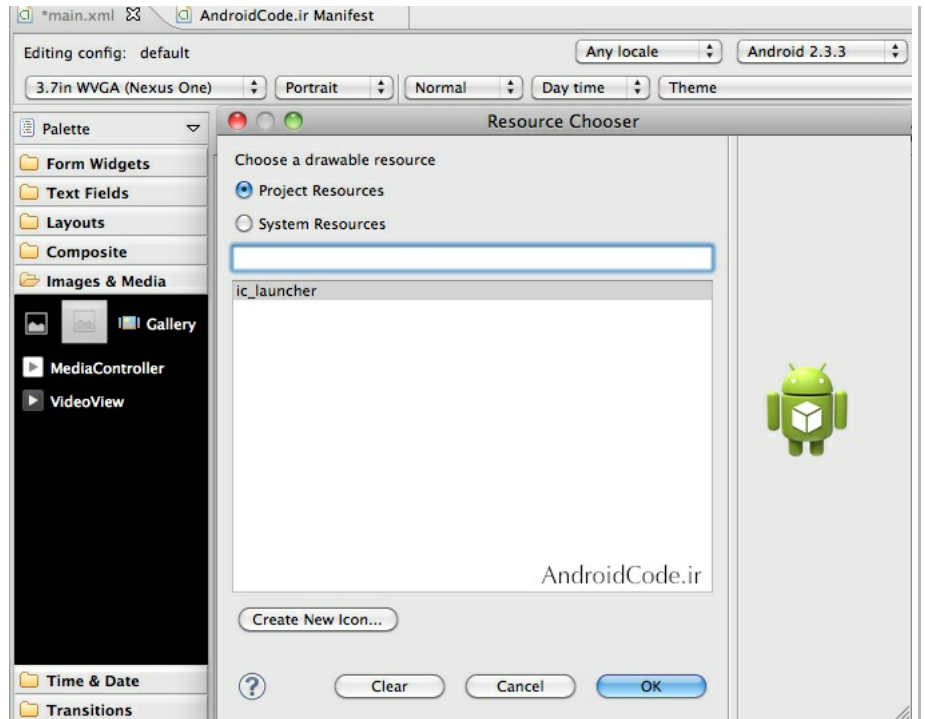 *main.xml
AndroidCode.ir Manifest
Editing config: default
Any locale
Android 2.3.3
3.7in WVGA (Nexus One)
Portrait
Normal
Day time
Theme
Palette
Form Widgets
Text Fields
Layouts
Composite
Images & Media
Gallery
MediaController
VideoView
Time & Date
Transitions
Resource Chooser
Choose a drawable resource
Project Resources
System Resources
ic_launcher
AndroidCode.ir
Create New Icon...
?
Clear
Cancel
OK